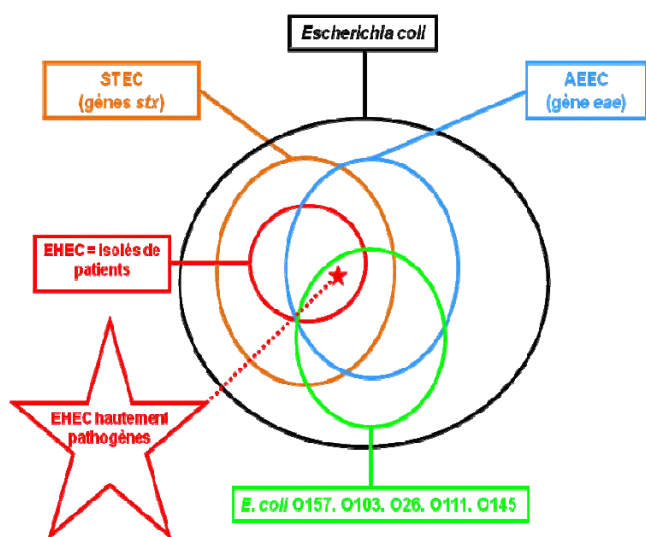 Escherichia coli
STEC
(gènes stx)
AEEC
(gène eae)
EHEC = isolés de
patients
EHEC hautement
pathogènes
E. coli O157. O103. O26. O111. O145